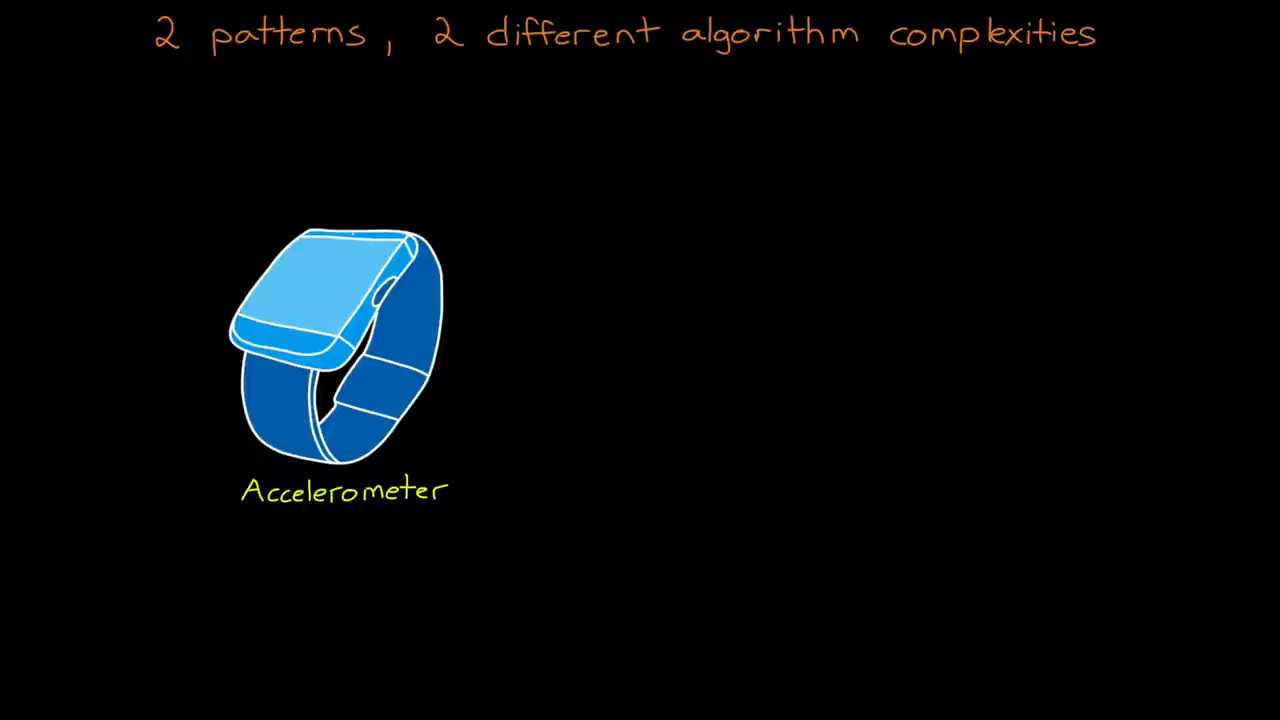 2 patterns, 2 different algorithm complexities
Accelerometer